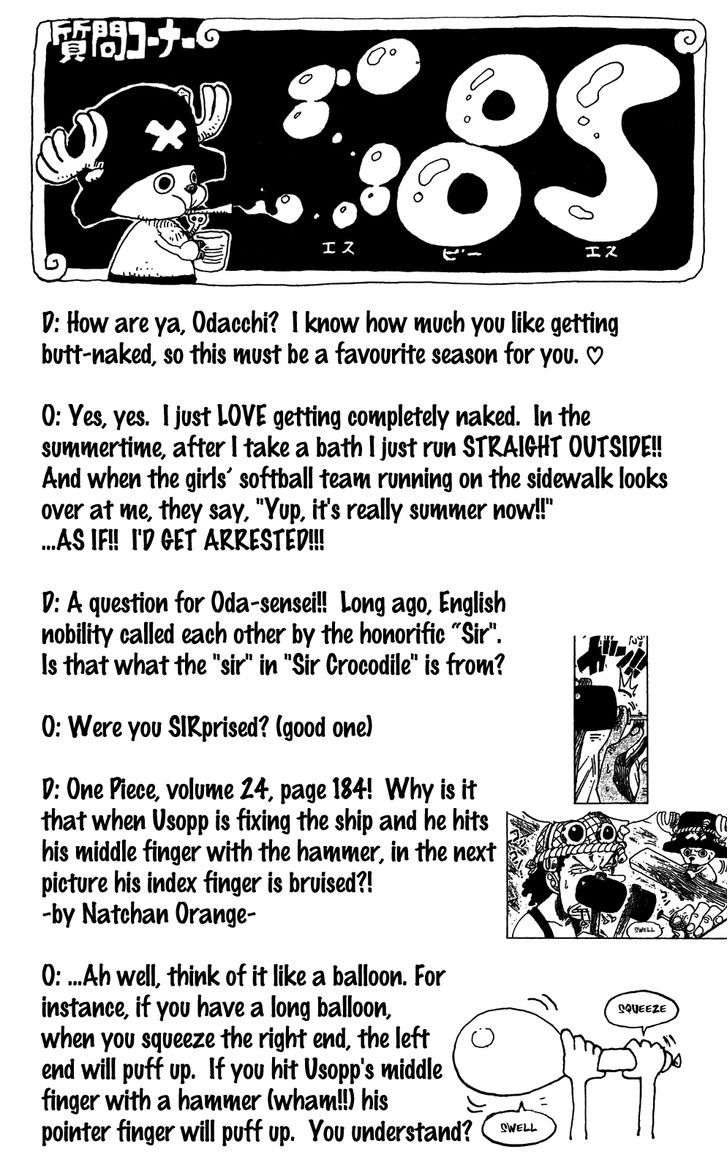 質問コーナー
SBS
エス ビー エス
D: How are ya, Odacchi?  I know how much you like getting
butt-naked, so this must be a favourite season for you. ♡
O: Yes, yes.  I just LOVE getting completely naked.  In the
summertime, after I take a bath I just run STRAIGHT OUTSIDE!!
And when the girls' softball team running on the sidewalk looks
over at me, they say, "Yup, it's really summer now!!"
...AS IF!!  I'D GET ARRESTED!!!
D: A question for Oda-sensei!!  Long ago, English
nobility called each other by the honorific "Sir".
Is that what the "sir" in "Sir Crocodile" is from?
O: Were you SIRprised? (good one)
D: One Piece, volume 24, page 184!  Why is it
that when Usopp is fixing the ship and he hits
his middle finger with the hammer, in the next
picture his index finger is bruised?!
-by Natchan Orange-
SWELL
O: ...Ah well, think of it like a balloon. For
instance, if you have a long balloon,
when you squeeze the right end, the left
end will puff up.  If you hit Usopp's middle
finger with a hammer (wham!!) his
pointer finger will puff up.  You understand?
SQUEEZE
SWELL